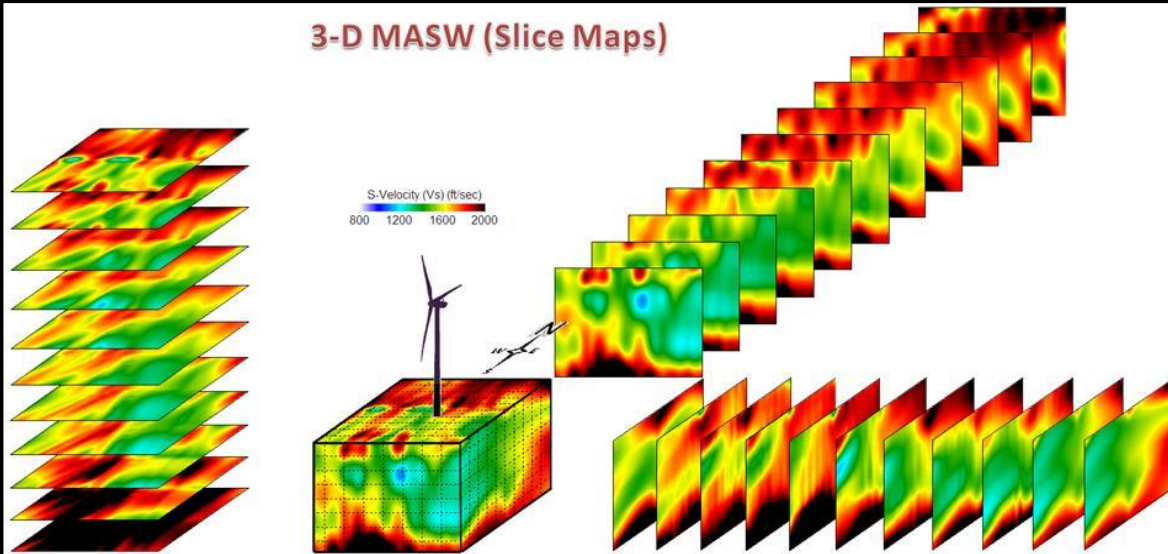 3-D MASW (Slice Maps)
S-Velocity (Vs) (ft/sec)
800 1200 1600 2000
N
W E
S